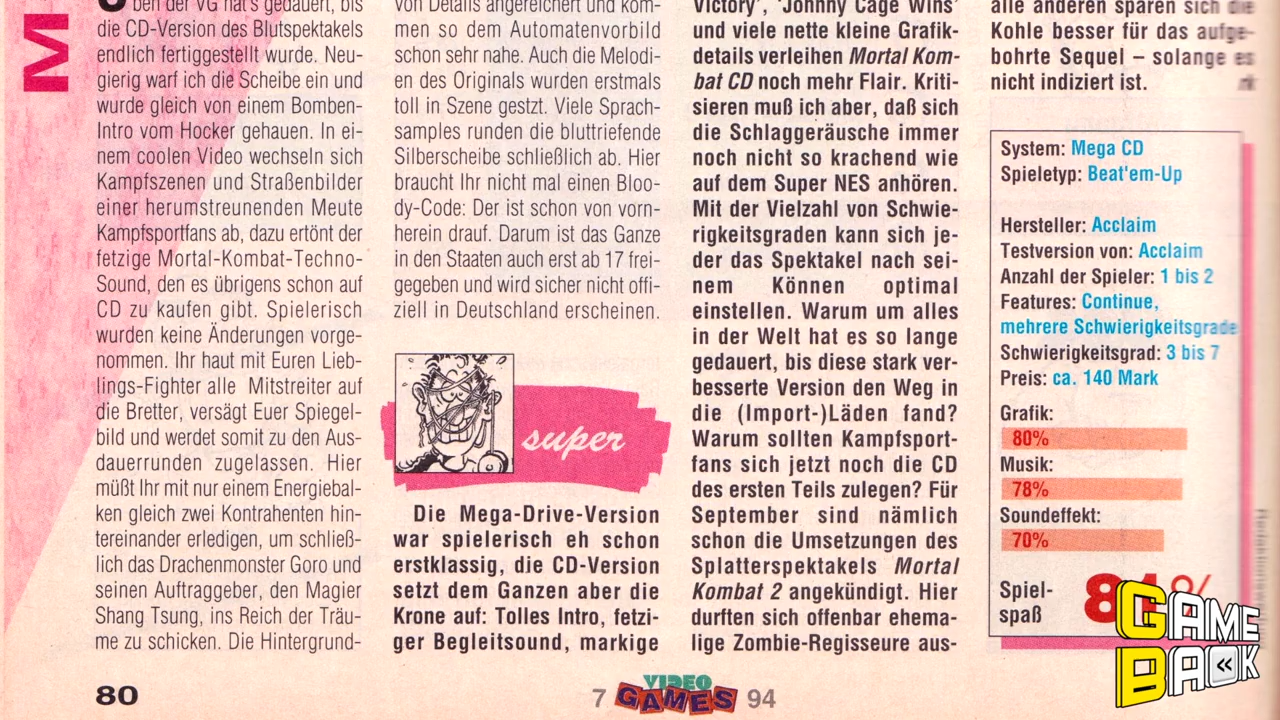 M
ben der VG hat's gedauert, bis
die CD-Version des Blutspektakels
endlich fertiggestellt wurde. Neu-
gierig warf ich die Scheibe ein und
wurde gleich von einem Bomben-
Intro vom Hocker gehauen. In ei-
nem coolen Video wechseln sich
Kampfszenen und Straßenbilder
einer herumstreunenden Meute
Kampfsportfans ab, dazu ertönt der
fetzige Mortal-Kombat-Techno-
Sound, den es übrigens schon auf
CD zu kaufen gibt. Spielerisch
wurden keine Änderungen vorge-
nommen. Ihr haut mit Euren Lieb-
lings-Fighter alle Mitstreiter auf
die Bretter, versägt Euer Spiegel-
bild und werdet somit zu den Aus-
dauerrunden zugelassen. Hier
müßt Ihr mit nur einem Energiebal-
ken gleich zwei Kontrahenten hin-
tereinander erledigen, um schließ-
lich das Drachenmonster Goro und
seinen Auftraggeber, den Magier
Shang Tsung, ins Reich der Träu-
me zu schicken. Die Hintergrund-
von Details angereichert und kom-
men so dem Automatenvorbild
schon sehr nahe. Auch die Melodi-
en des Originals wurden erstmals
toll in Szene gestzt. Viele Sprach-
samples runden die bluttriefende
Silberscheibe schließlich ab. Hier
braucht Ihr nicht mal einen Bloo-
dy-Code: Der ist schon von vorn-
herein drauf. Darum ist das Ganze
in den Staaten auch erst ab 17 frei-
gegeben und wird sicher nicht offi-
ziell in Deutschland erscheinen.
super
Die Mega-Drive-Version
war spielerisch eh schon
erstklassig, die CD-Version
setzt dem Ganzen aber die
Krone auf: Tolles Intro, fetzi-
ger Begleitsound, markige
Victory', 'Johnny Cage Wins'
und viele nette kleine Grafik-
details verleihen Mortal Kom-
bat CD noch mehr Flair. Kriti-
sieren muß ich aber, daß sich
die Schlaggeräusche immer
noch nicht so krachend wie
auf dem Super NES anhören.
Mit der Vielzahl von Schwie-
rigkeitsgraden kann sich je-
der das Spektakel nach sei-
nem Können optimal
einstellen. Warum um alles
in der Welt hat es so lange
gedauert, bis diese stark ver-
besserte Version den Weg in
die (Import-)Läden fand?
Warum sollten Kampfsport-
fans sich jetzt noch die CD
des ersten Teils zulegen? Für
September sind nämlich
schon die Umsetzungen des
Splatterspektakels Mortal
Kombat 2 angekündigt. Hier
durften sich offenbar ehema-
lige Zombie-Regisseure aus-
alle anderen sparen sich die
Kohle besser für das aufge-
bohrte Sequel – solange es
nicht indiziert ist.
rk
System: Mega CD
Spieletyp: Beat'em-Up
Hersteller: Acclaim
Testversion von: Acclaim
Anzahl der Spieler: 1 bis 2
Features: Continue,
mehrere Schwierigkeitsgrade
Schwierigkeitsgrad: 3 bis 7
Preis: ca. 140 Mark
Grafik:
80%
Musik:
78%
Soundeffekt:
70%
Spiel-
spaß
80
7 VIDEO GAMES 94
GAME
BACK